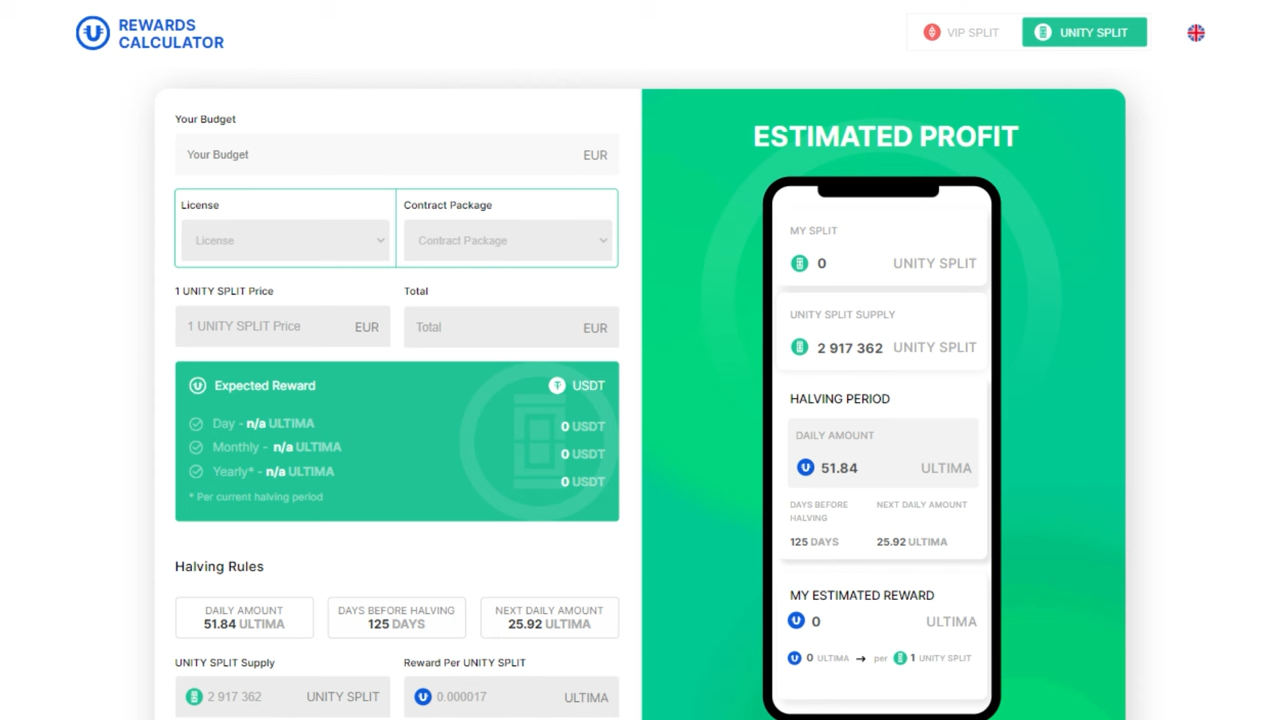 REWARDS
CALCULATOR
VIP SPLIT
UNITY SPLIT
Your Budget
Your Budget EUR
License Contract Package
License Contract Package
1 UNITY SPLIT Price Total
1 UNITY SPLIT Price EUR Total EUR
Expected Reward USDT
Day - n/a ULTIMA 0 USDT
Monthly - n/a ULTIMA 0 USDT
Yearly* - n/a ULTIMA 0 USDT
* Per current halving period
Halving Rules
DAILY AMOUNT DAYS BEFORE HALVING NEXT DAILY AMOUNT
51.84 ULTIMA 125 DAYS 25.92 ULTIMA
UNITY SPLIT Supply Reward Per UNITY SPLIT
2 917 362 UNITY SPLIT 0.000017 ULTIMA
ESTIMATED PROFIT
MY SPLIT
0 UNITY SPLIT
UNITY SPLIT SUPPLY
2 917 362 UNITY SPLIT
HALVING PERIOD
DAILY AMOUNT
51.84 ULTIMA
DAYS BEFORE NEXT DAILY AMOUNT
HALVING
125 DAYS 25.92 ULTIMA
MY ESTIMATED REWARD
0 ULTIMA
0 ULTIMA → per 1 UNITY SPLIT